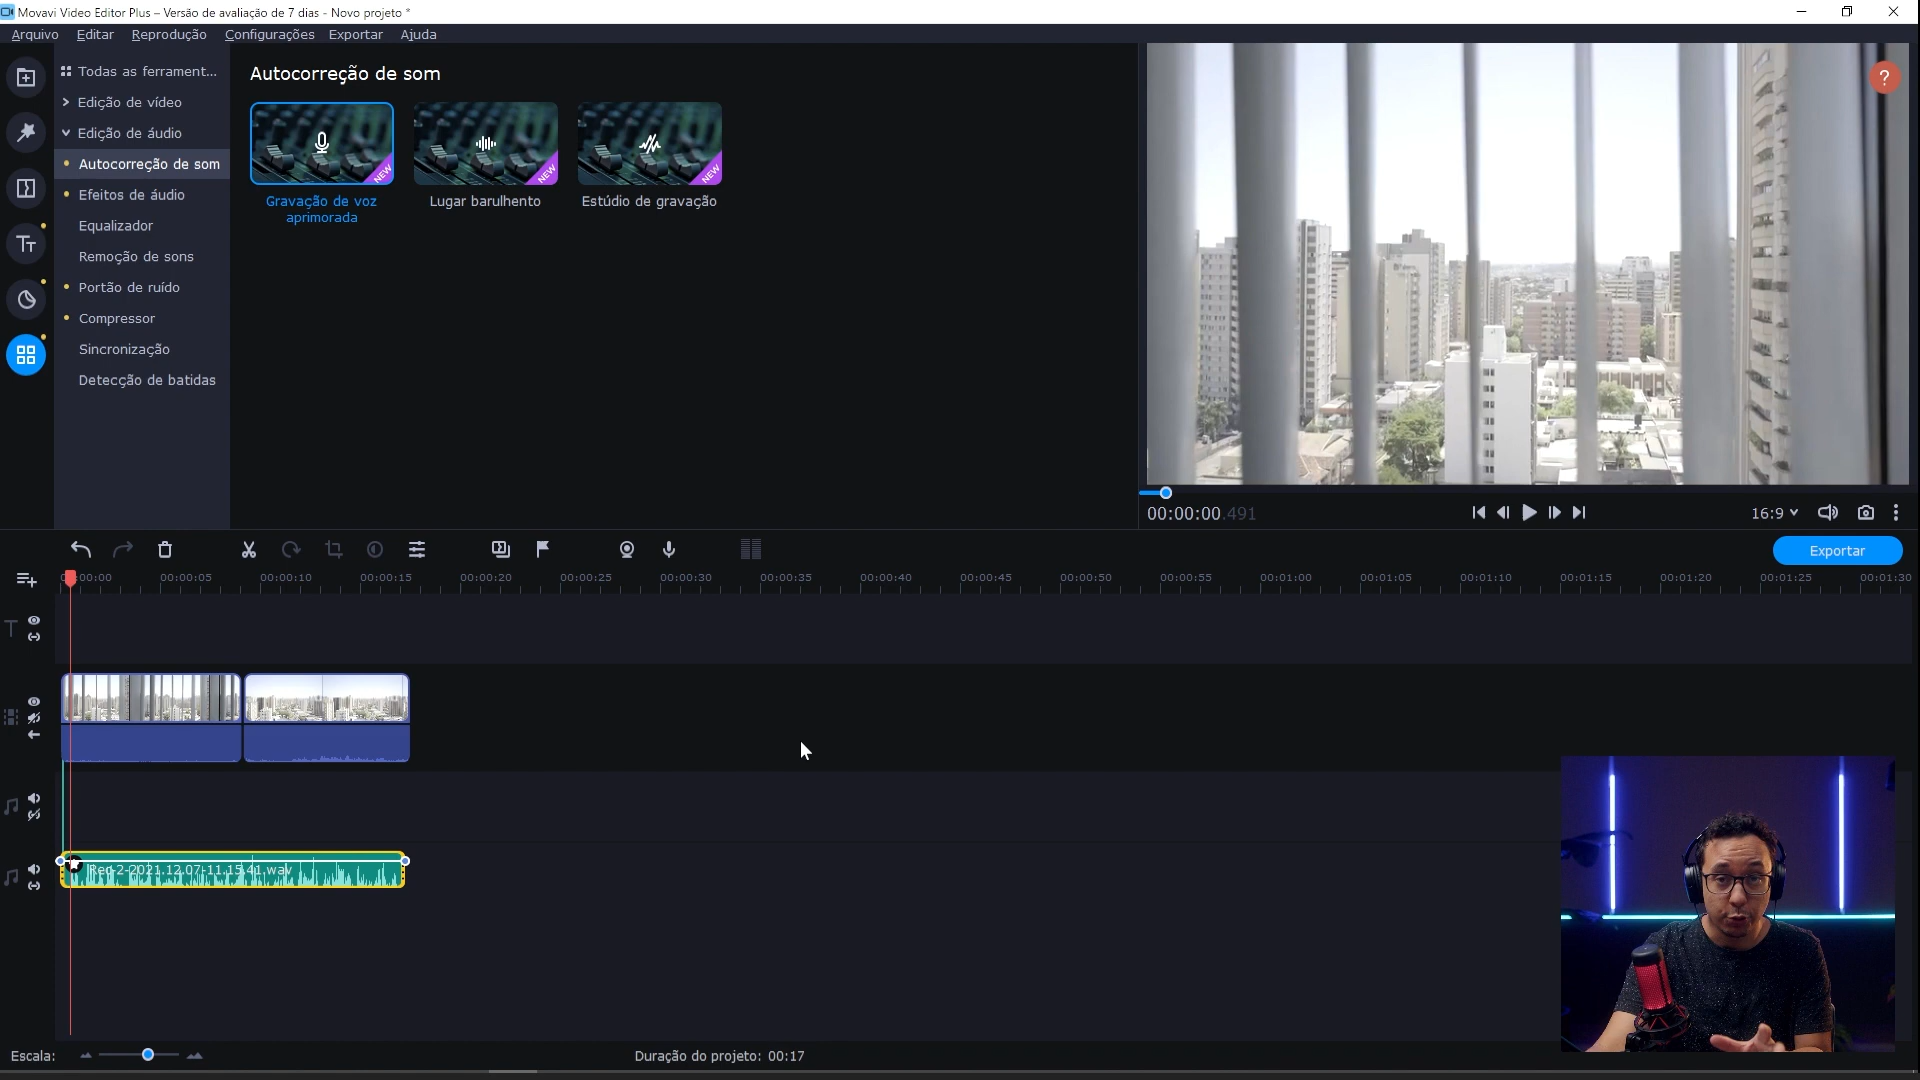 Movavi Video Editor Plus – Versão de avaliação de 7 dias - Novo projeto *
Arquivo Editar Reprodução Configurações Exportar Ajuda
Todas as ferrament...
Edição de vídeo
Edição de áudio
Autocorreção de som
Efeitos de áudio
Equalizador
Remoção de sons
Portão de ruído
Compressor
Sincronização
Detecção de batidas
Autocorreção de som
NEW
NEW
NEW
Gravação de voz
aprimorada
Lugar barulhento
Estúdio de gravação
?
00:00:00.491
16:9
Exportar
00:00:05 00:00:10 00:00:15 00:00:20 00:00:25 00:00:30 00:00:35 00:00:40 00:00:45 00:00:50 00:00:55 00:01:00 00:01:05 00:01:10 00:01:15 00:01:20 00:01:25 00:01:30
Rec-2-2021.12.07-11.15.41.wav
Escala:
Duração do projeto: 00:17